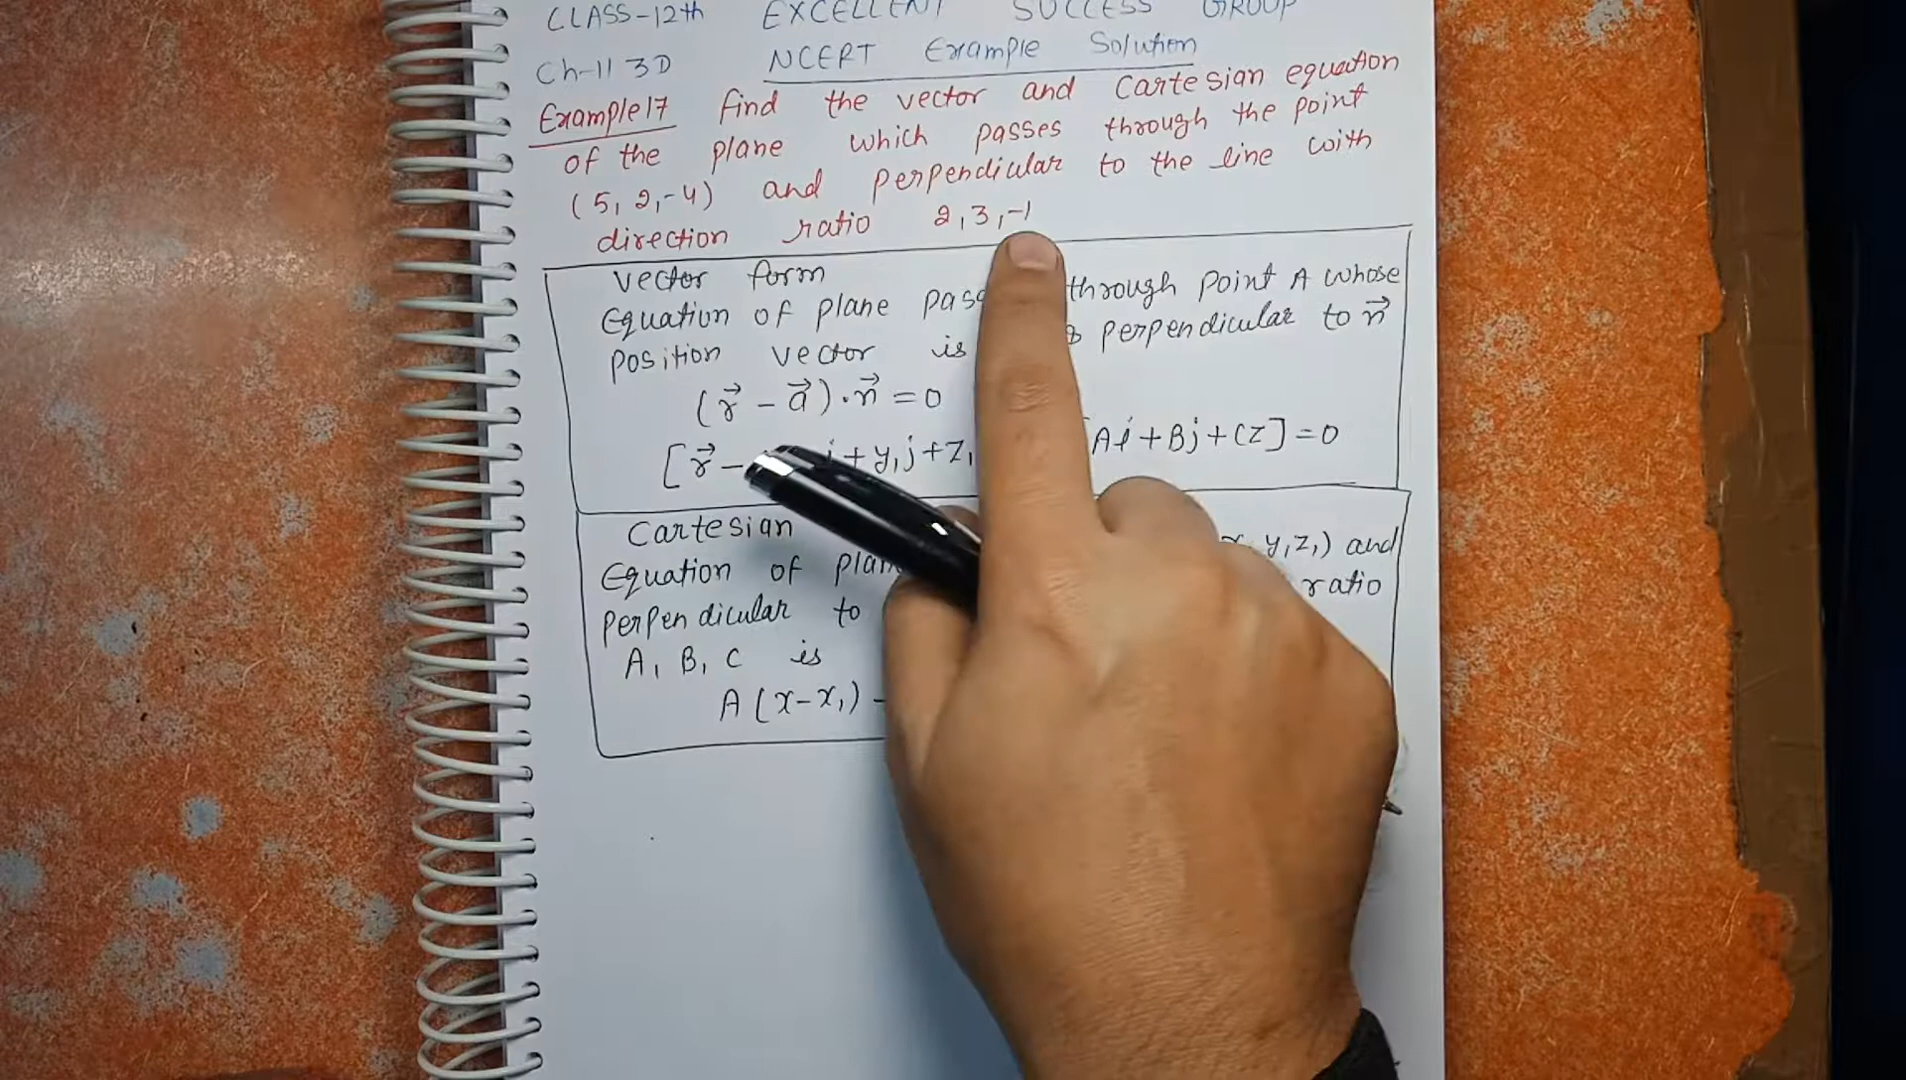 CLASS-12th EXCELLENT SUCCESS GROUP
Ch-11 3D NCERT Example Solution
Example 17 find the vector and Cartesian equation
of the plane which passes through the point
(5, 2, -4) and perpendicular to the line with
direction ratio 2, 3, -1
Vector form
Equation of plane pass through point A whose
position vector is perpendicular to n⃗
(r⃗ - a⃗) · n⃗ = 0
[r⃗ - i + y₁j + z₁ Ai + Bj + CZ] = 0
Cartesian
Equation of plane y₁ z₁) and
perpendicular to ratio
A, B, C is
A(x-x₁)